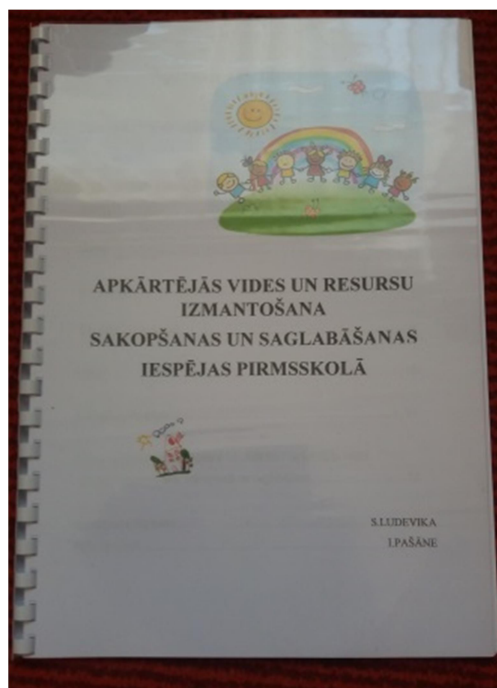 APKĀRTĒJĀS VIDES UN RESURSU
IZMANTOŠANA
SAKOPŠANAS UN SAGLABĀŠANAS
IESPĒJAS PIRMSSKOLĀ
S.LUDEVIKA
I.PAŠĀNE